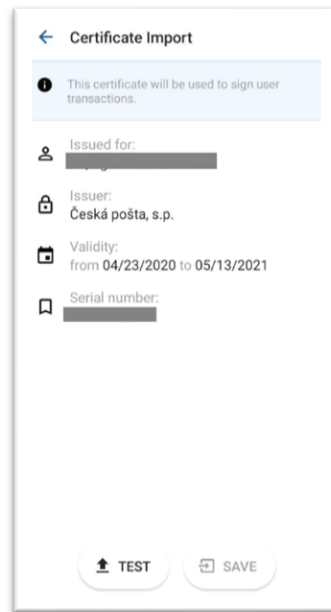 Certificate Import
This certificate will be used to sign user
transactions.
Issued for:
Issuer:
Česká pošta, s.p.
Validity:
from 04/23/2020 to 05/13/2021
Serial number:
TEST
SAVE